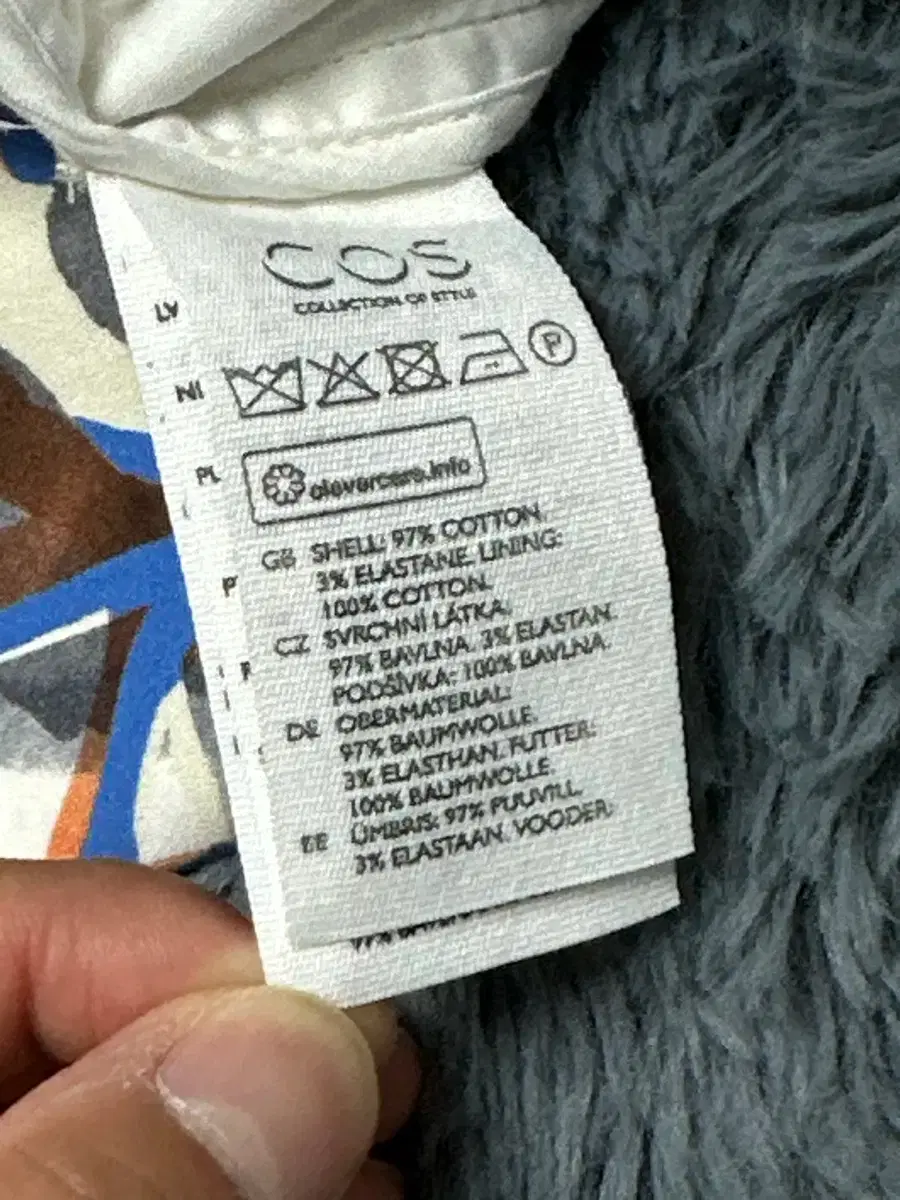 COS
COLLECTION OF STYLE
LV
NI
P
PL
clevercare.info
GB SHELL: 97% COTTON,
3% ELASTANE. LINING:
100% COTTON.
P
CZ SVRCHNÍ LÁTKA:
97% BAVLNA, 3% ELASTAN.
PODŠÍVKA: 100% BAVLNA.
DE OBERMATERIAL:
97% BAUMWOLLE,
3% ELASTHAN. FUTTER:
100% BAUMWOLLE.
EE ÜMBRIS: 97% PUUVILL,
3% ELASTAAN. VOODER: